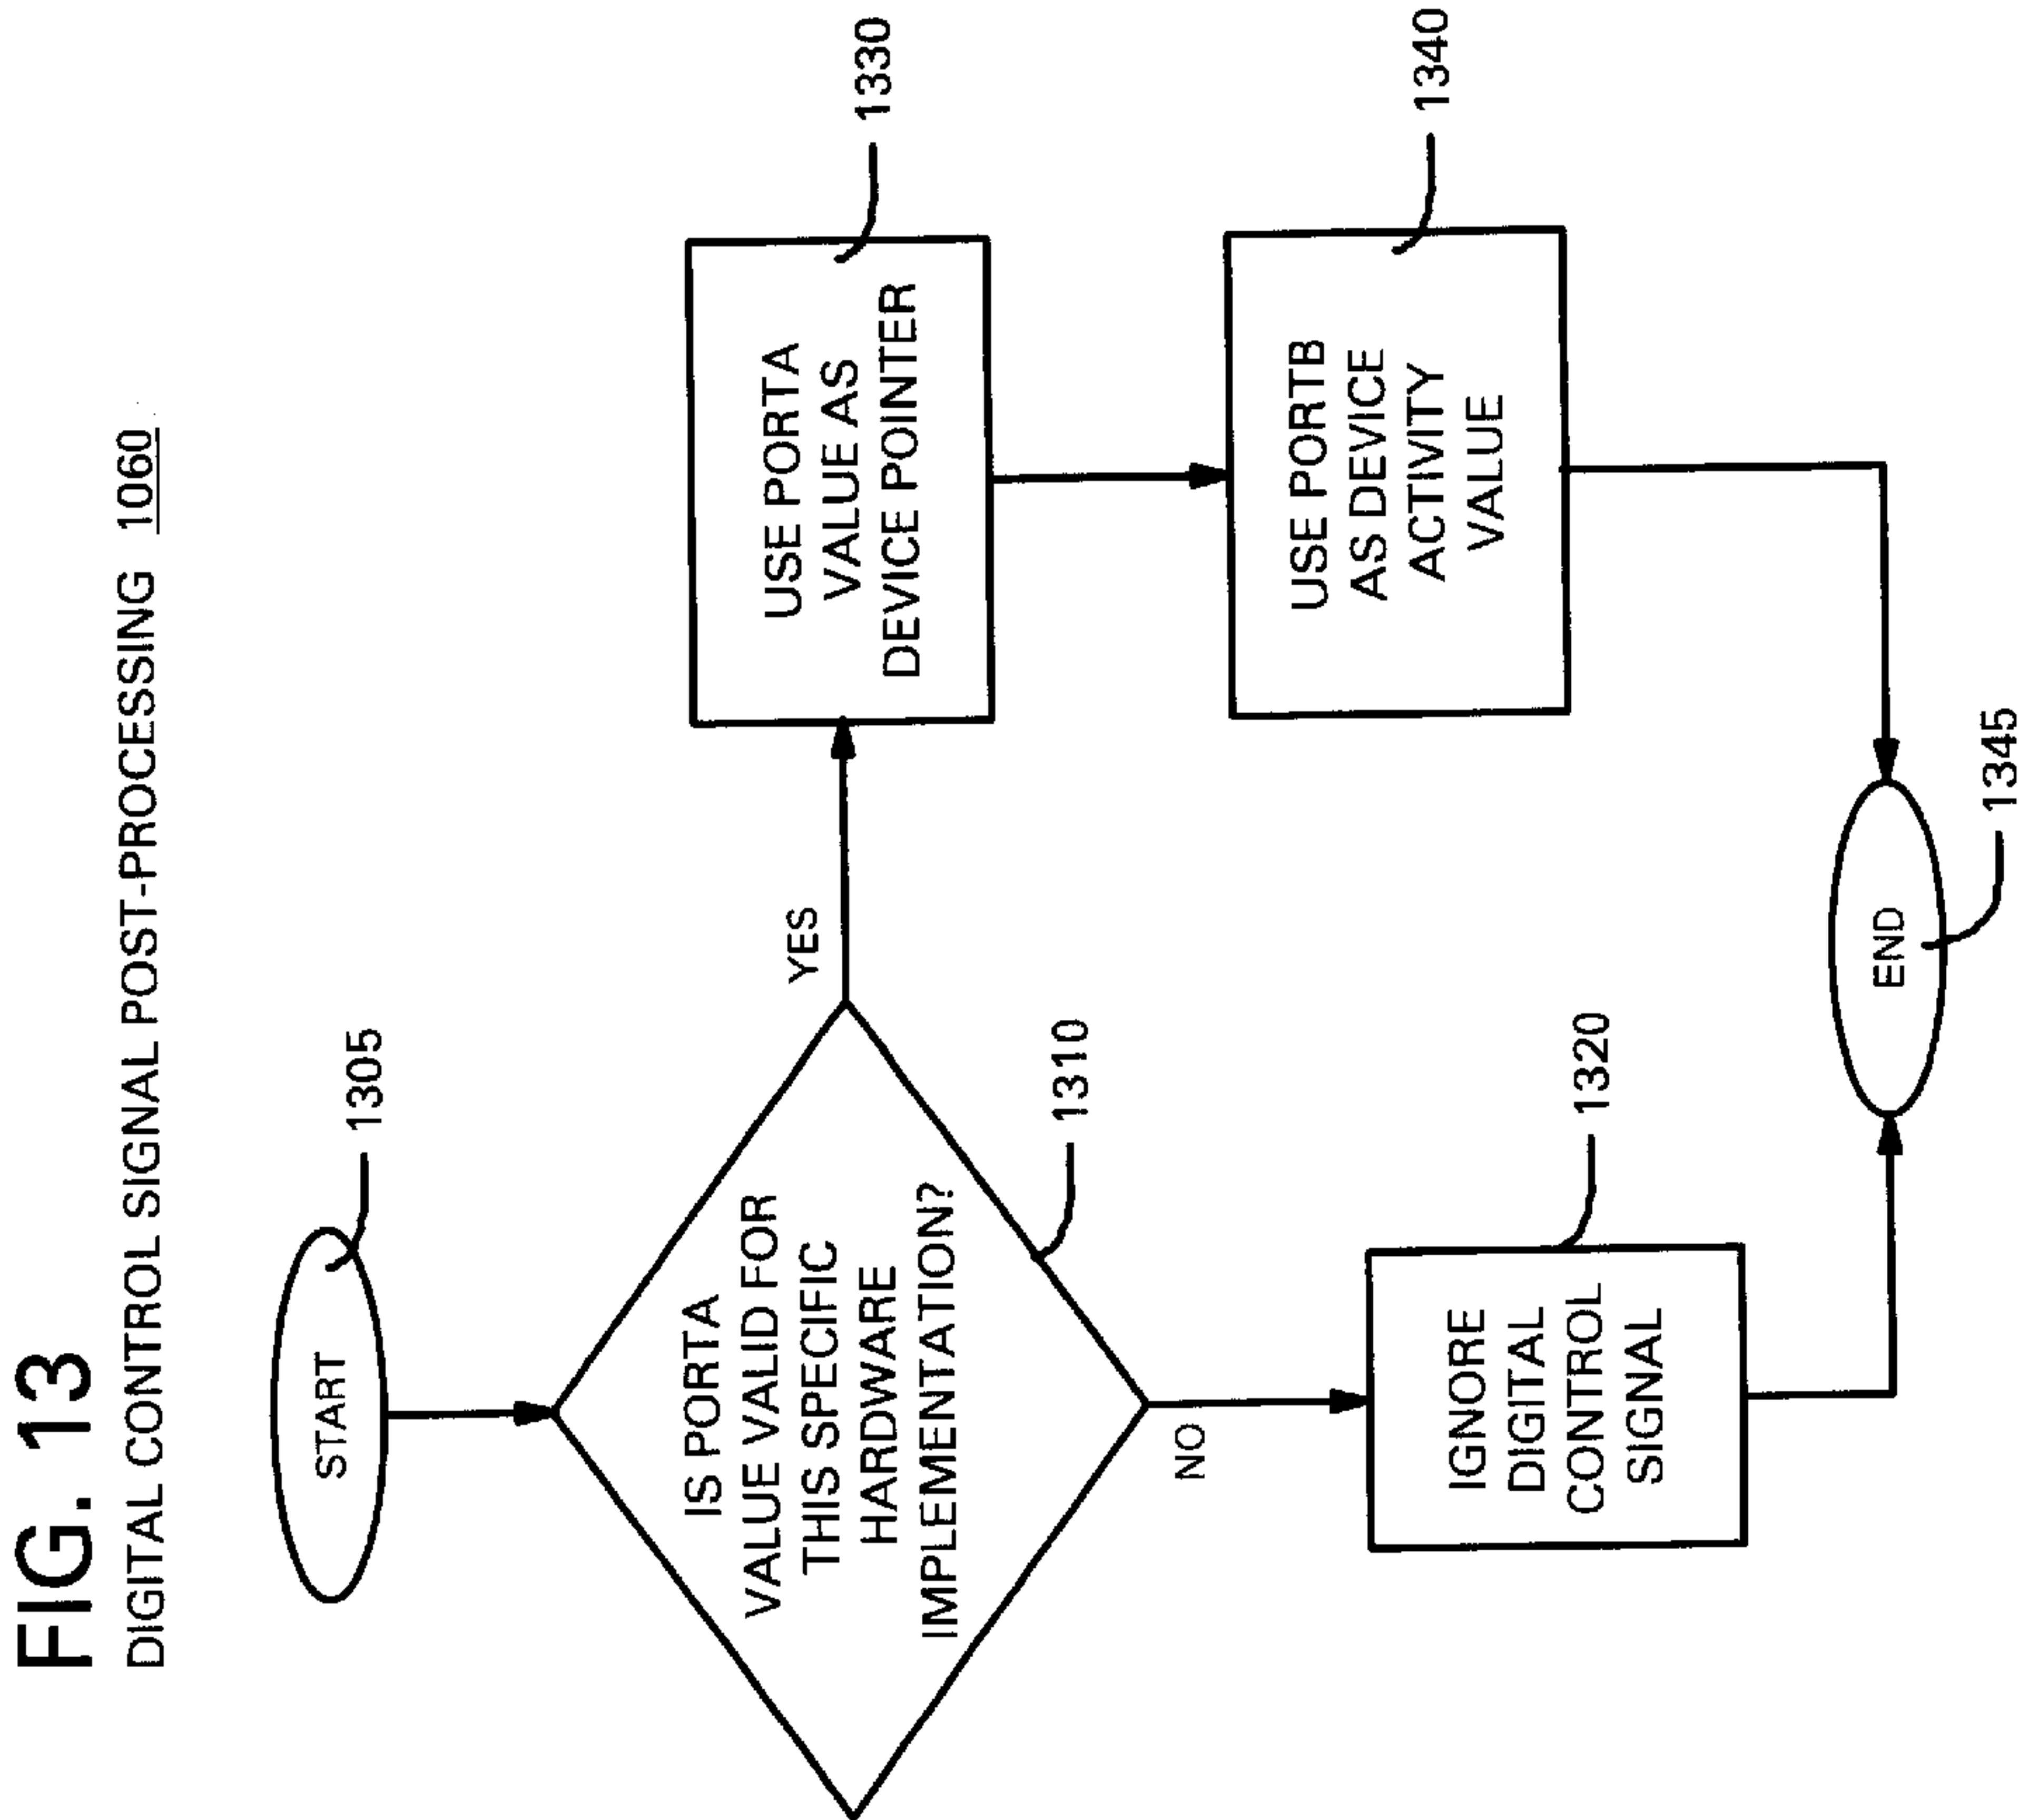 FIG. 13
DIGITAL CONTROL SIGNAL POST-PROCESSING 1060
START
1305
IS PORTA
VALUE VALID FOR
THIS SPECIFIC
HARDWARE
IMPLEMENTATION?
1310
YES
NO
USE PORTA
VALUE AS
DEVICE POINTER
1330
IGNORE
DIGITAL
CONTROL
SIGNAL
1320
USE PORTB
AS DEVICE
ACTIVITY
VALUE
1340
END
1345